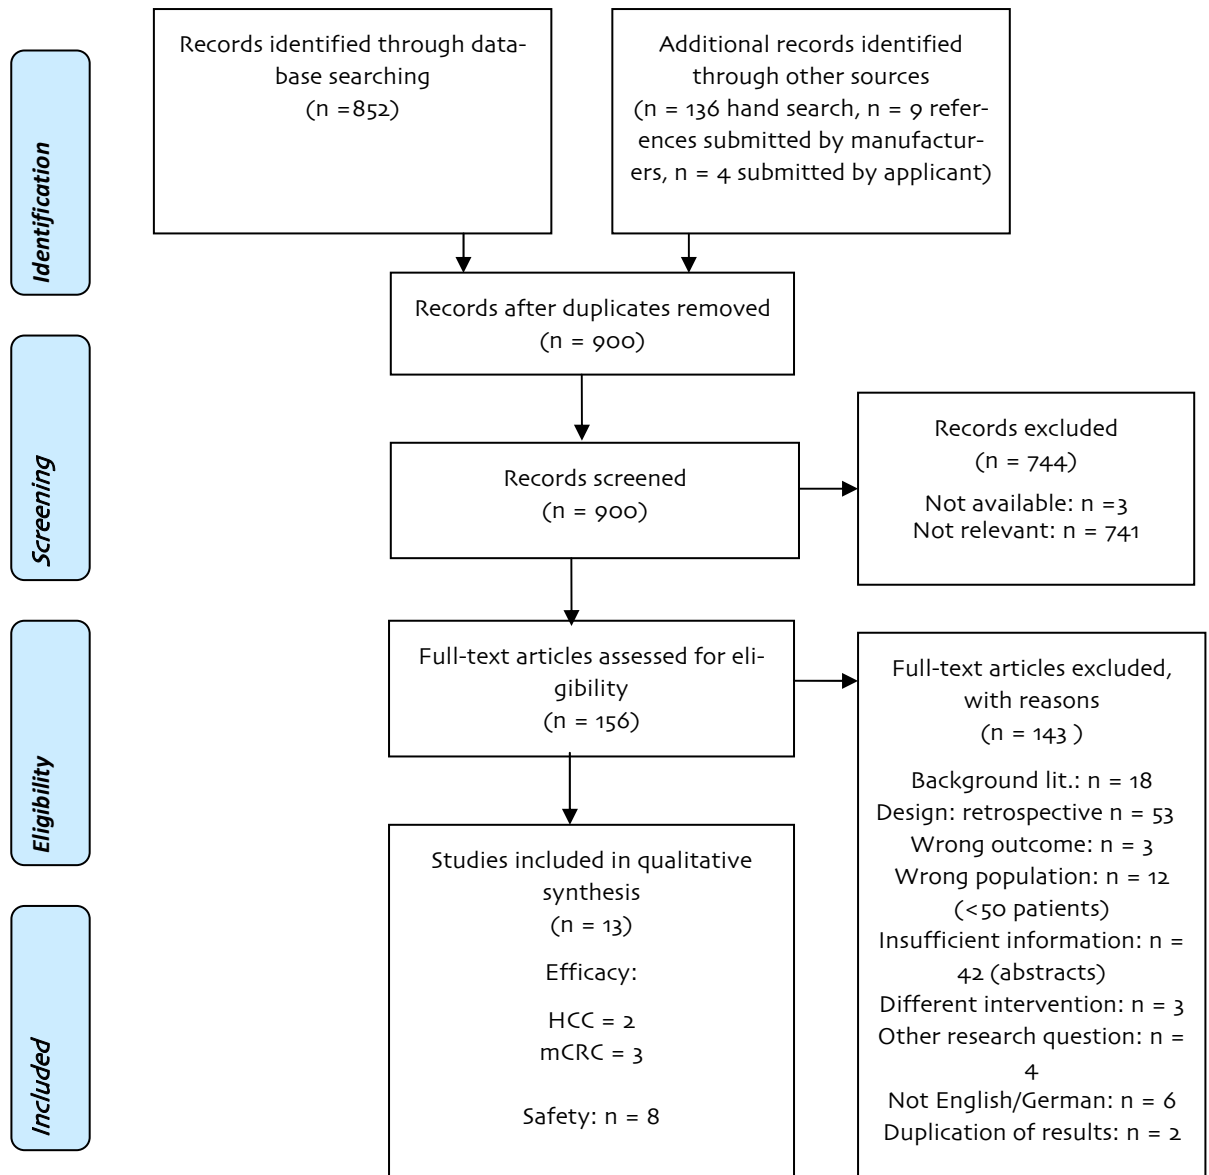 Identification
Records identified through data-
base searching
(n =852)
Additional records identified
through other sources
(n = 136 hand search, n = 9 refer-
ences submitted by manufactur-
ers, n = 4 submitted by applicant)
Records after duplicates removed
(n = 900)
Screening
Records screened
(n = 900)
Records excluded
(n = 744)
Not available: n =3
Not relevant: n = 741
Eligibility
Full-text articles assessed for eli-
gibility
(n = 156)
Full-text articles excluded,
with reasons
(n = 143 )
Background lit.: n = 18
Design: retrospective n = 53
Wrong outcome: n = 3
Wrong population: n = 12
(<50 patients)
Insufficient information: n =
42 (abstracts)
Different intervention: n = 3
Other research question: n =
4
Not English/German: n = 6
Duplication of results: n = 2
Included
Studies included in qualitative
synthesis
(n = 13)
Efficacy:
HCC = 2
mCRC = 3
Safety: n = 8